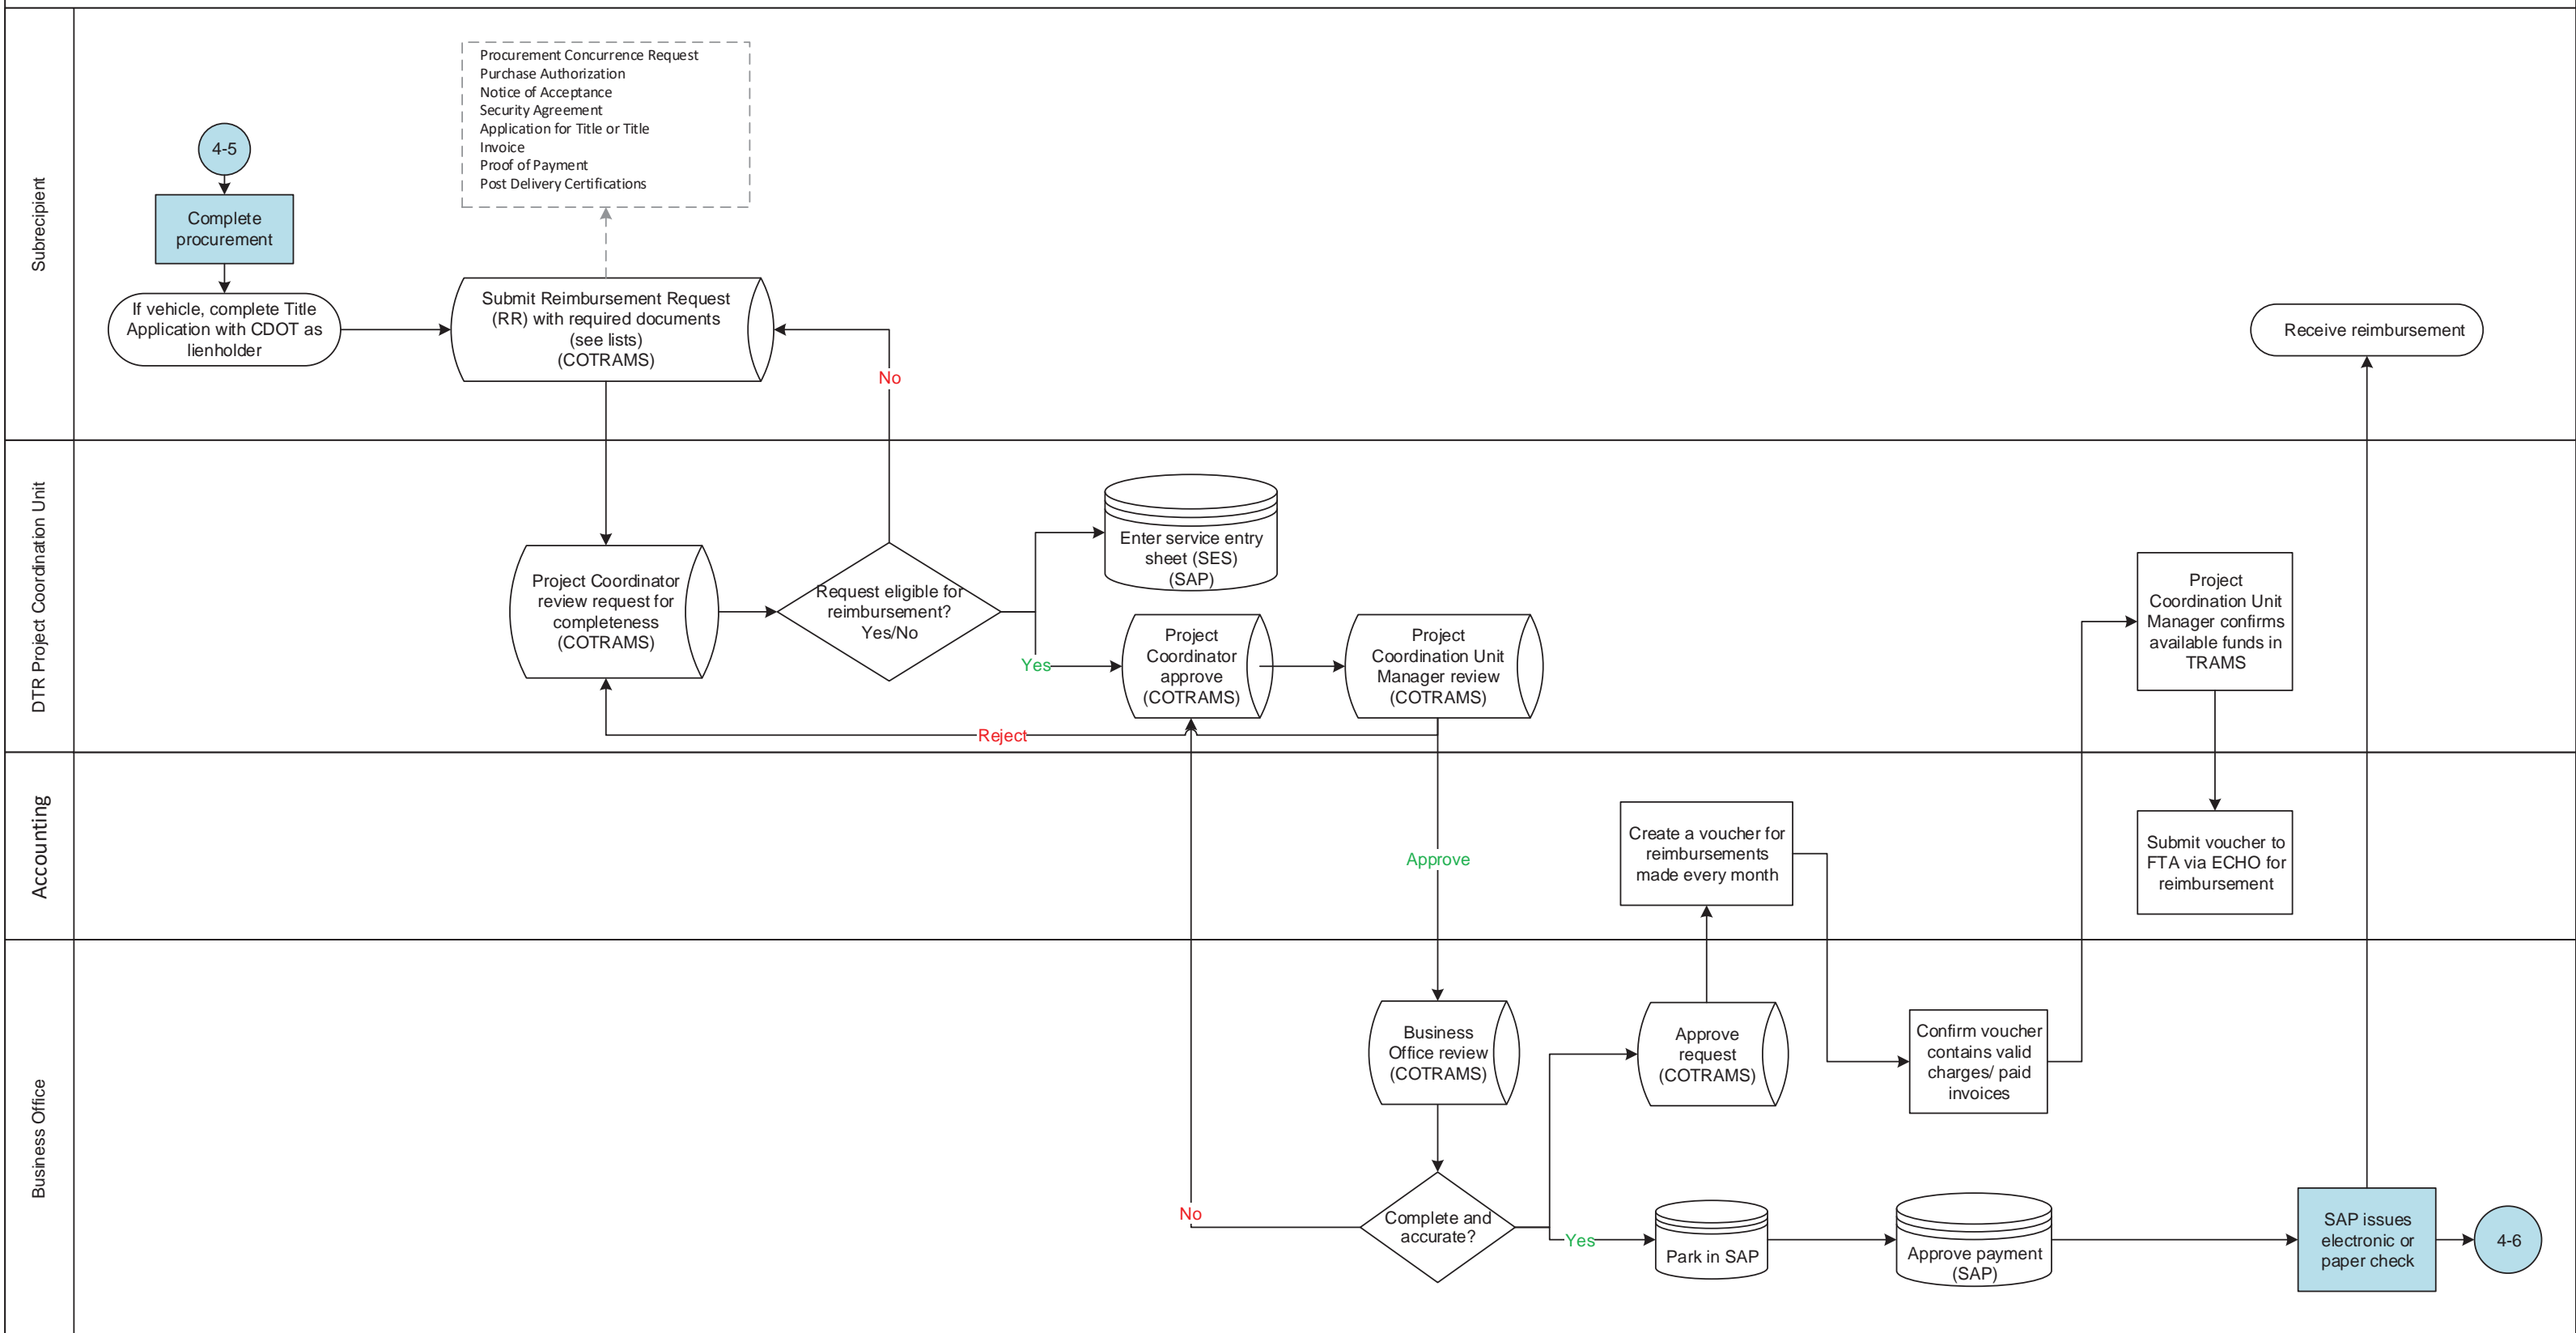 Subrecipient
Procurement Concurrence Request
Purchase Authorization
Notice of Acceptance
Security Agreement
Application for Title or Title
Invoice
Proof of Payment
Post Delivery Certifications
4-5
Complete
procurement
If vehicle, complete Title
Application with CDOT as
lienholder
Submit Reimbursement Request
(RR) with required documents
(see lists)
(COTRAMS)
No
Receive reimbursement
DTR Project Coordination Unit
Project Coordinator
review request for
completeness
(COTRAMS)
Request eligible for
reimbursement?
Yes/No
Enter service entry
sheet (SES)
(SAP)
Yes
Project
Coordinator
approve
(COTRAMS)
Project
Coordination Unit
Manager review
(COTRAMS)
Reject
Project
Coordination Unit
Manager confirms
available funds in
TRAMS
Accounting
Approve
Create a voucher for
reimbursements
made every month
Submit voucher to
FTA via ECHO for
reimbursement
Business Office
Business
Office review
(COTRAMS)
Approve
request
(COTRAMS)
Confirm voucher
contains valid
charges/ paid
invoices
No
Complete and
accurate?
Yes
Park in SAP
Approve payment
(SAP)
SAP issues
electronic or
paper check
4-6